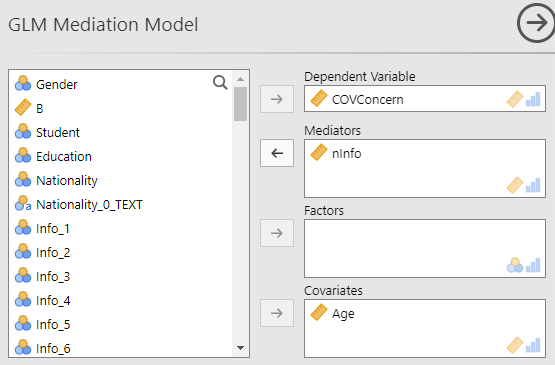 GLM Mediation Model
Gender
B
Student
Education
Nationality
Nationality_0_TEXT
Info_1
Info_2
Info_3
Info_4
Info_5
Info_6
Dependent Variable
COVConcern
Mediators
nInfo
Factors
Covariates
Age